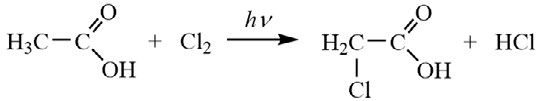 O hν O
H₃C–C + Cl₂ → H₂C–C + HCl
OH OH
Cl